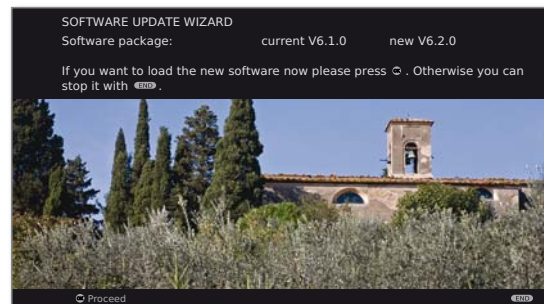 SOFTWARE UPDATE WIZARD
Software package: current V6.1.0 new V6.2.0
If you want to load the new software now please press . Otherwise you can
stop it with END .
Proceed END